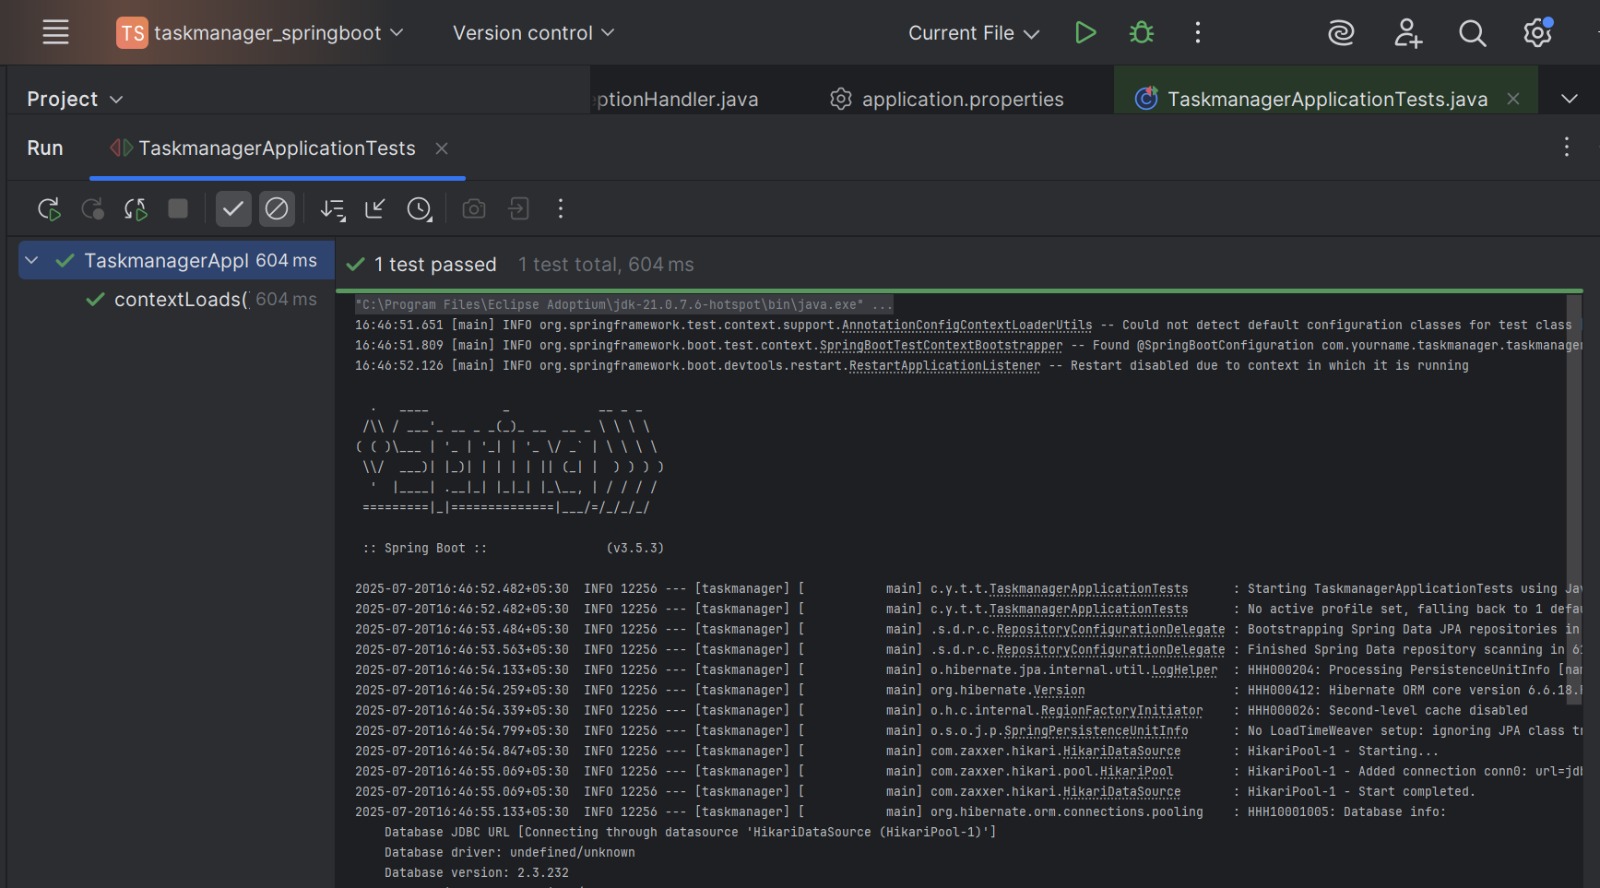 TS taskmanager_springboot Version control Current File
Project ptionHandler.java application.properties TaskmanagerApplicationTests.java
Run TaskmanagerApplicationTests
TaskmanagerAppl 604 ms
contextLoads( 604 ms
1 test passed 1 test total, 604 ms
"C:\Program Files\Eclipse Adoptium\jdk-21.0.7.6-hotspot\bin\java.exe" ...
16:46:51.651 [main] INFO org.springframework.test.context.support.AnnotationConfigContextLoaderUtils -- Could not detect default configuration classes for test class
16:46:51.809 [main] INFO org.springframework.boot.test.context.SpringBootTestContextBootstrapper -- Found @SpringBootConfiguration com.yourname.taskmanager.taskmanager
16:46:52.126 [main] INFO org.springframework.boot.devtools.restart.RestartApplicationListener -- Restart disabled due to context in which it is running
  .   ____          _            __ _ _
 /\\ / ___'_ __ _ _(_)_ __  __ _ \ \ \ \
( ( )\___ | '_ | '_| | '_ \/ _` | \ \ \ \
 \\/  ___)| |_)| | | | | || (_| |  ) ) ) )
  '  |____| .__|_| |_|_| |_\__, | / / / /
 =========|_|==============|___/=/_/_/_/
:: Spring Boot :: (v3.5.3)
2025-07-20T16:46:52.482+05:30 INFO 12256 --- [taskmanager] [ main] c.y.t.t.TaskmanagerApplicationTests : Starting TaskmanagerApplicationTests using Jav
2025-07-20T16:46:52.482+05:30 INFO 12256 --- [taskmanager] [ main] c.y.t.t.TaskmanagerApplicationTests : No active profile set, falling back to 1 defau
2025-07-20T16:46:53.484+05:30 INFO 12256 --- [taskmanager] [ main] .s.d.r.c.RepositoryConfigurationDelegate : Bootstrapping Spring Data JPA repositories in
2025-07-20T16:46:53.563+05:30 INFO 12256 --- [taskmanager] [ main] .s.d.r.c.RepositoryConfigurationDelegate : Finished Spring Data repository scanning in 6
2025-07-20T16:46:54.133+05:30 INFO 12256 --- [taskmanager] [ main] o.hibernate.jpa.internal.util.LogHelper : HHH000204: Processing PersistenceUnitInfo [nam
2025-07-20T16:46:54.259+05:30 INFO 12256 --- [taskmanager] [ main] org.hibernate.Version : HHH000412: Hibernate ORM core version 6.6.18.F
2025-07-20T16:46:54.339+05:30 INFO 12256 --- [taskmanager] [ main] o.h.c.internal.RegionFactoryInitiator : HHH000026: Second-level cache disabled
2025-07-20T16:46:54.799+05:30 INFO 12256 --- [taskmanager] [ main] o.s.o.j.p.SpringPersistenceUnitInfo : No LoadTimeWeaver setup: ignoring JPA class tr
2025-07-20T16:46:54.847+05:30 INFO 12256 --- [taskmanager] [ main] com.zaxxer.hikari.HikariDataSource : HikariPool-1 - Starting...
2025-07-20T16:46:55.069+05:30 INFO 12256 --- [taskmanager] [ main] com.zaxxer.hikari.pool.HikariPool : HikariPool-1 - Added connection conn0: url=jdb
2025-07-20T16:46:55.069+05:30 INFO 12256 --- [taskmanager] [ main] com.zaxxer.hikari.HikariDataSource : HikariPool-1 - Start completed.
2025-07-20T16:46:55.133+05:30 INFO 12256 --- [taskmanager] [ main] org.hibernate.orm.connections.pooling : HHH10001005: Database info:
Database JDBC URL [Connecting through datasource 'HikariDataSource (HikariPool-1)']
Database driver: undefined/unknown
Database version: 2.3.232